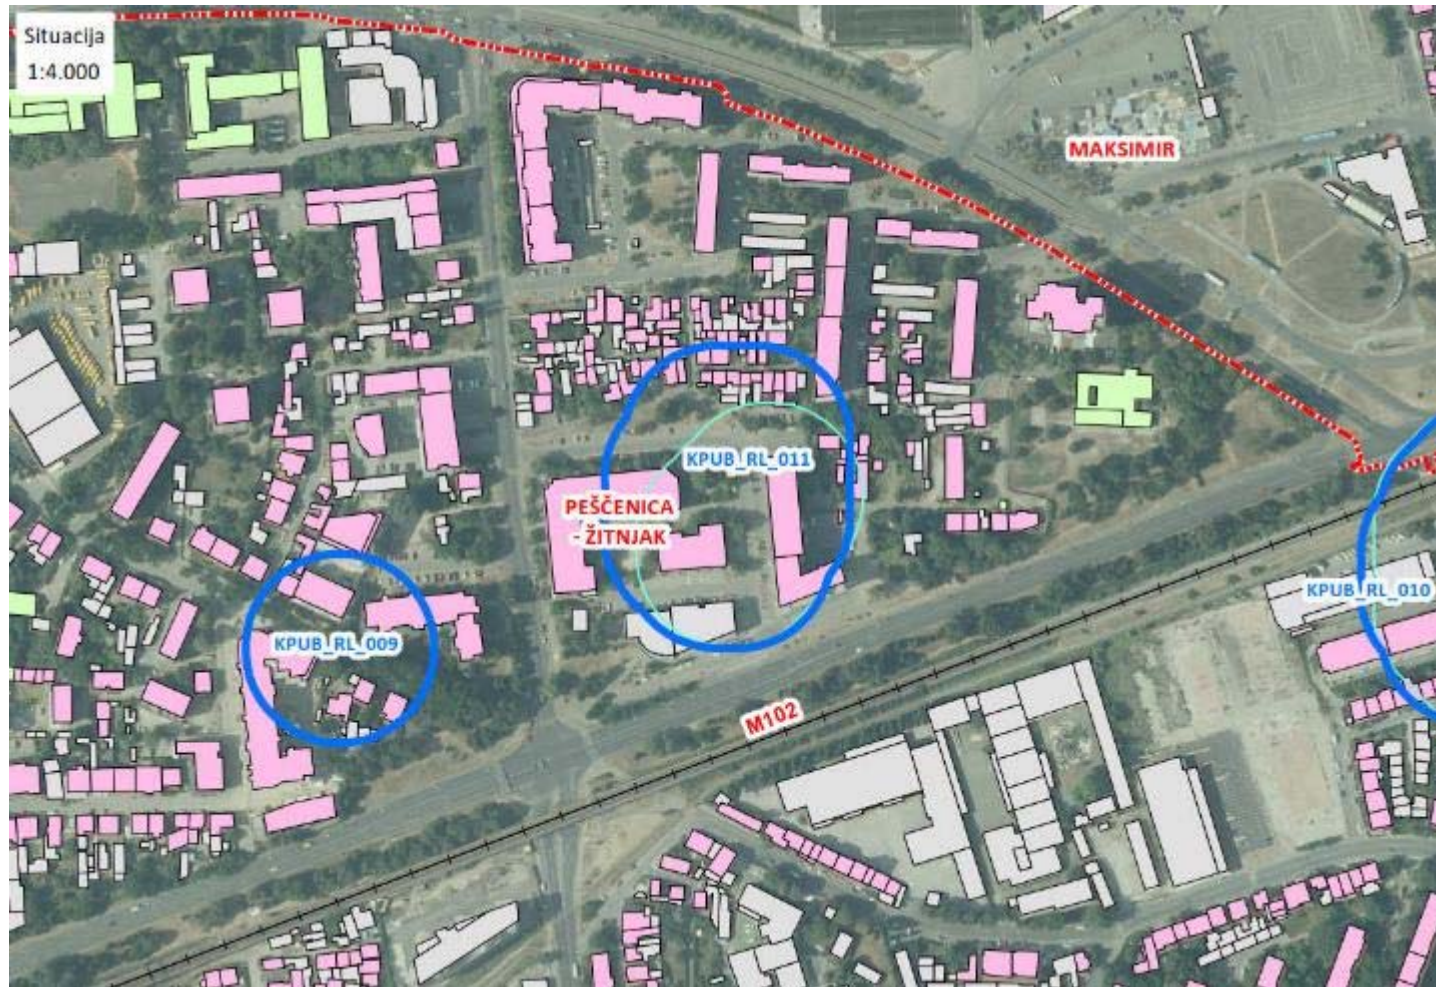 Situacija
1:4.000
MAKSIMIR
KPUB_RL_011
PEŠČENICA
- ŽITNJAK
KPUB_RL_010
KPUB_RL_009
M102